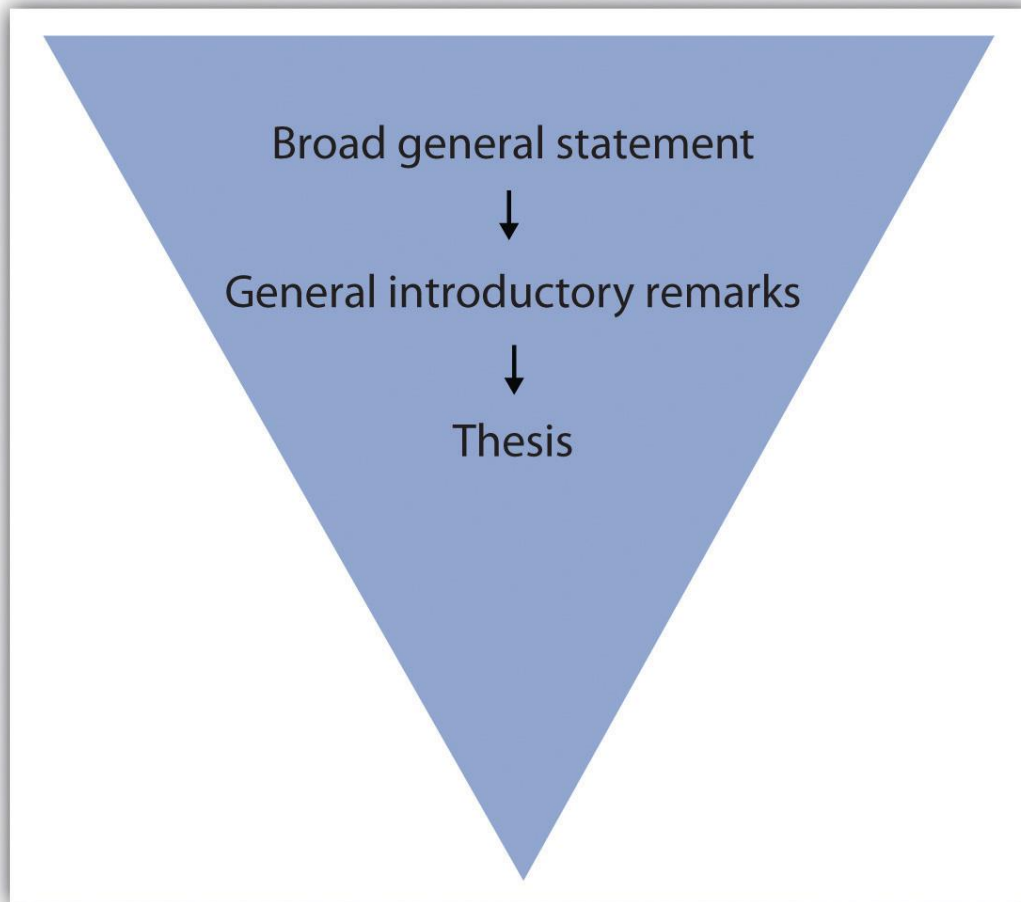 Broad general statement
General introductory remarks
Thesis